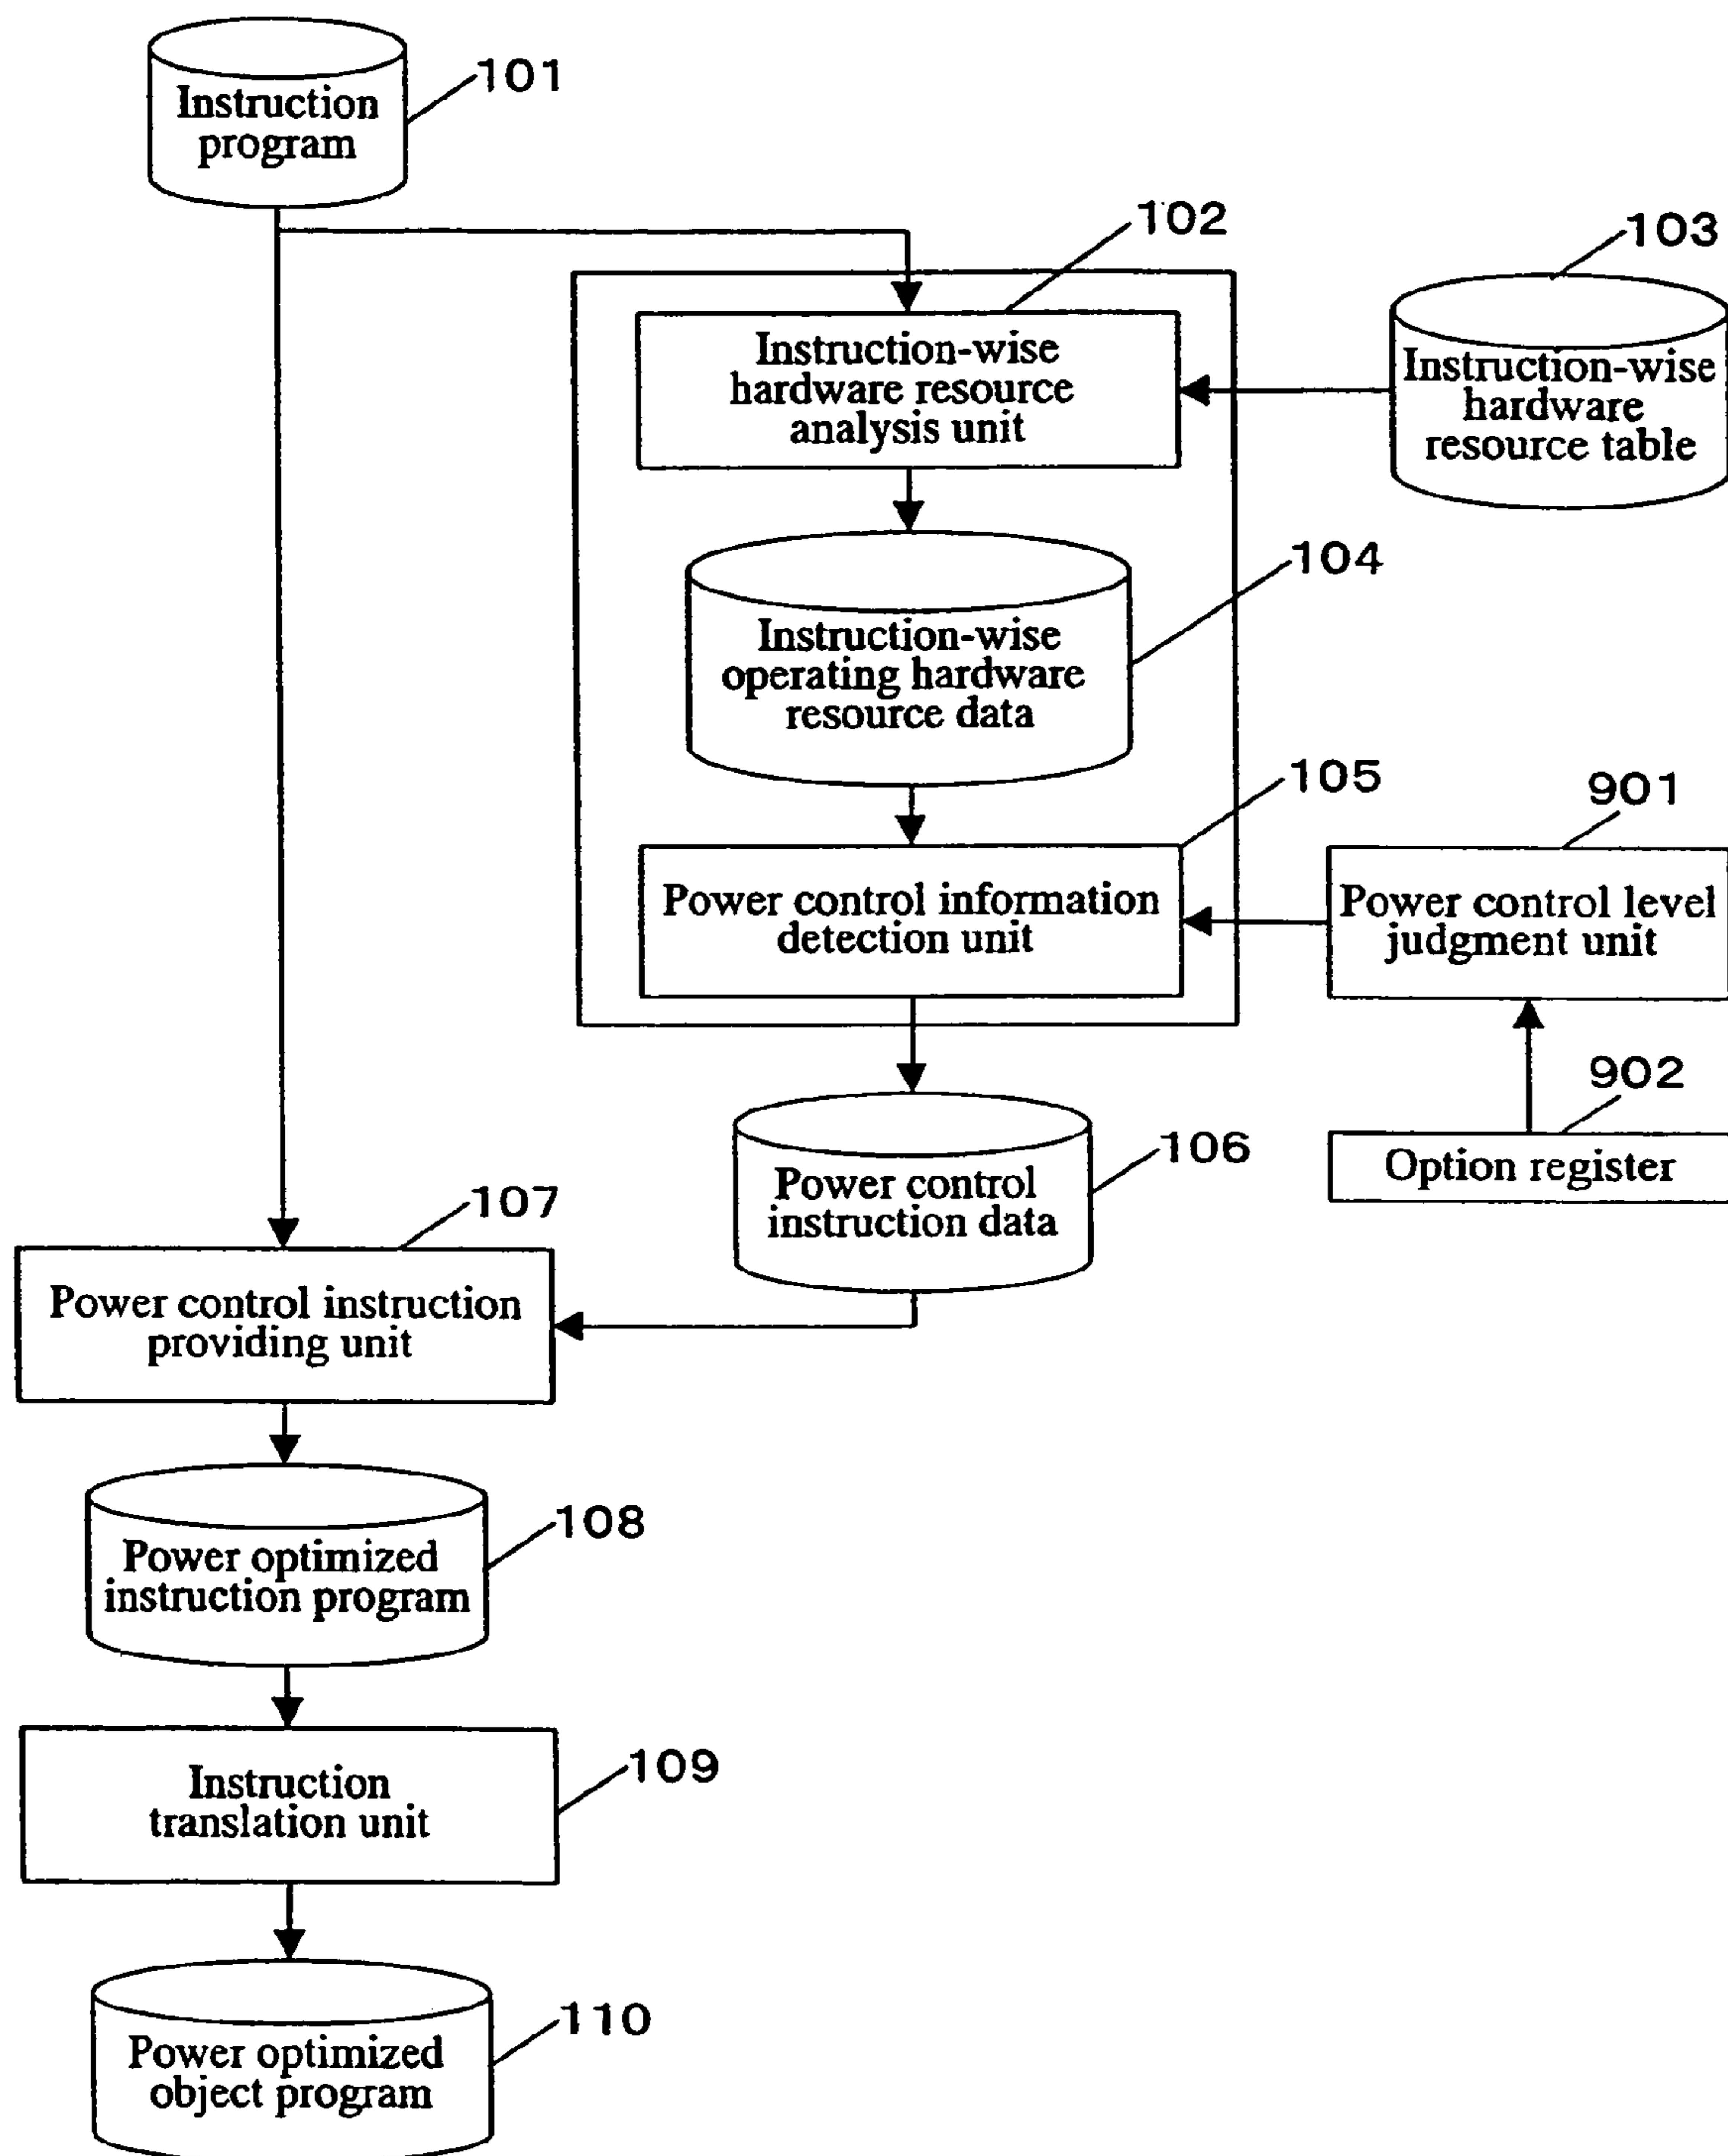 101
Instruction
program
102
103
Instruction-wise
hardware resource
analysis unit
Instruction-wise
hardware
resource table
104
Instruction-wise
operating hardware
resource data
105
901
Power control information
detection unit
Power control level
judgment unit
902
Option register
106
Power control
instruction data
107
Power control instruction
providing unit
108
Power optimized
instruction program
109
Instruction
translation unit
110
Power optimized
object program